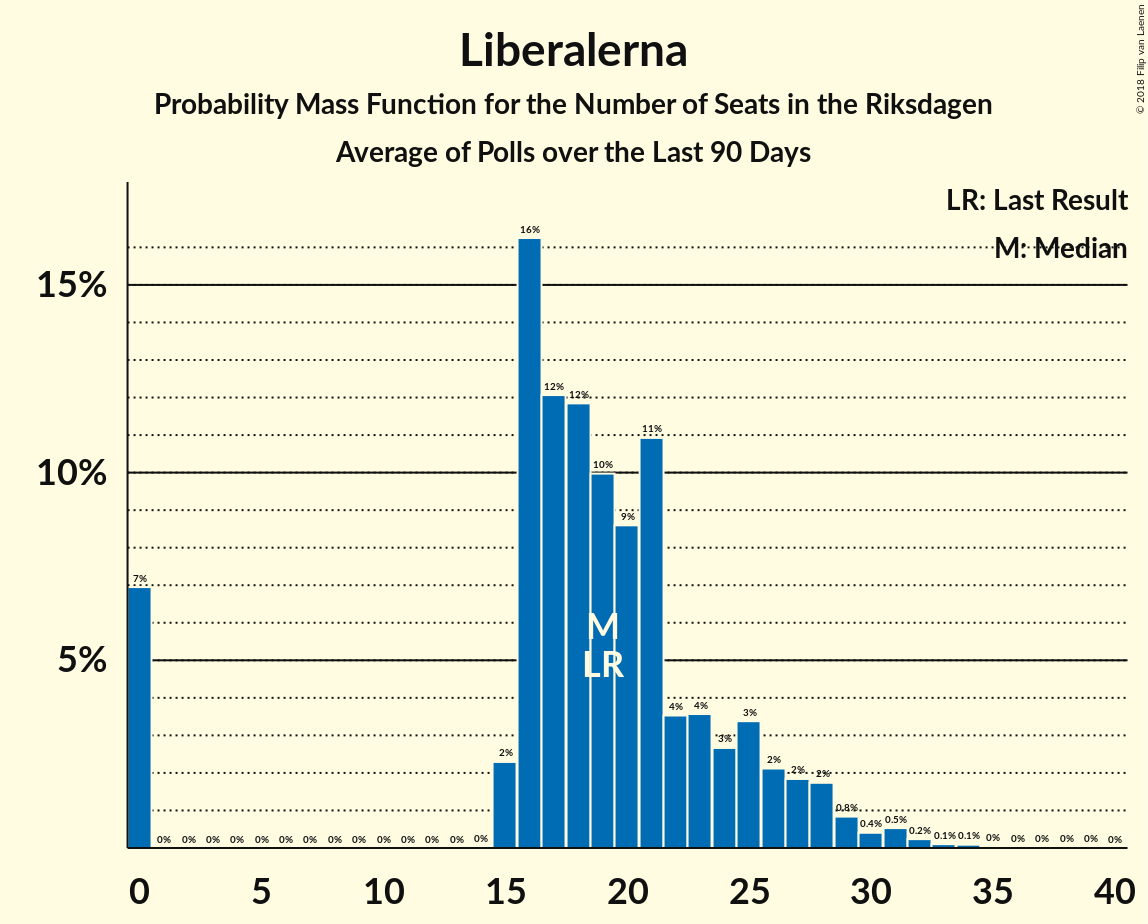 Liberalerna
Probability Mass Function for the Number of Seats in the Riksdagen
Average of Polls over the Last 90 Days
© 2018 Filip van Laenen
LR: Last Result
M: Median
15%
10%
5%
7%
0% 0% 0% 0% 0% 0% 0% 0% 0% 0% 0% 0% 0% 0%
2%
16%
12%
12%
10%
9%
11%
4%
4%
3%
3%
2%
2%
2%
0.8%
0.4%
0.5%
0.2%
0.1%
0.1%
0% 0% 0% 0% 0% 0%
M
LR
0 5 10 15 20 25 30 35 40